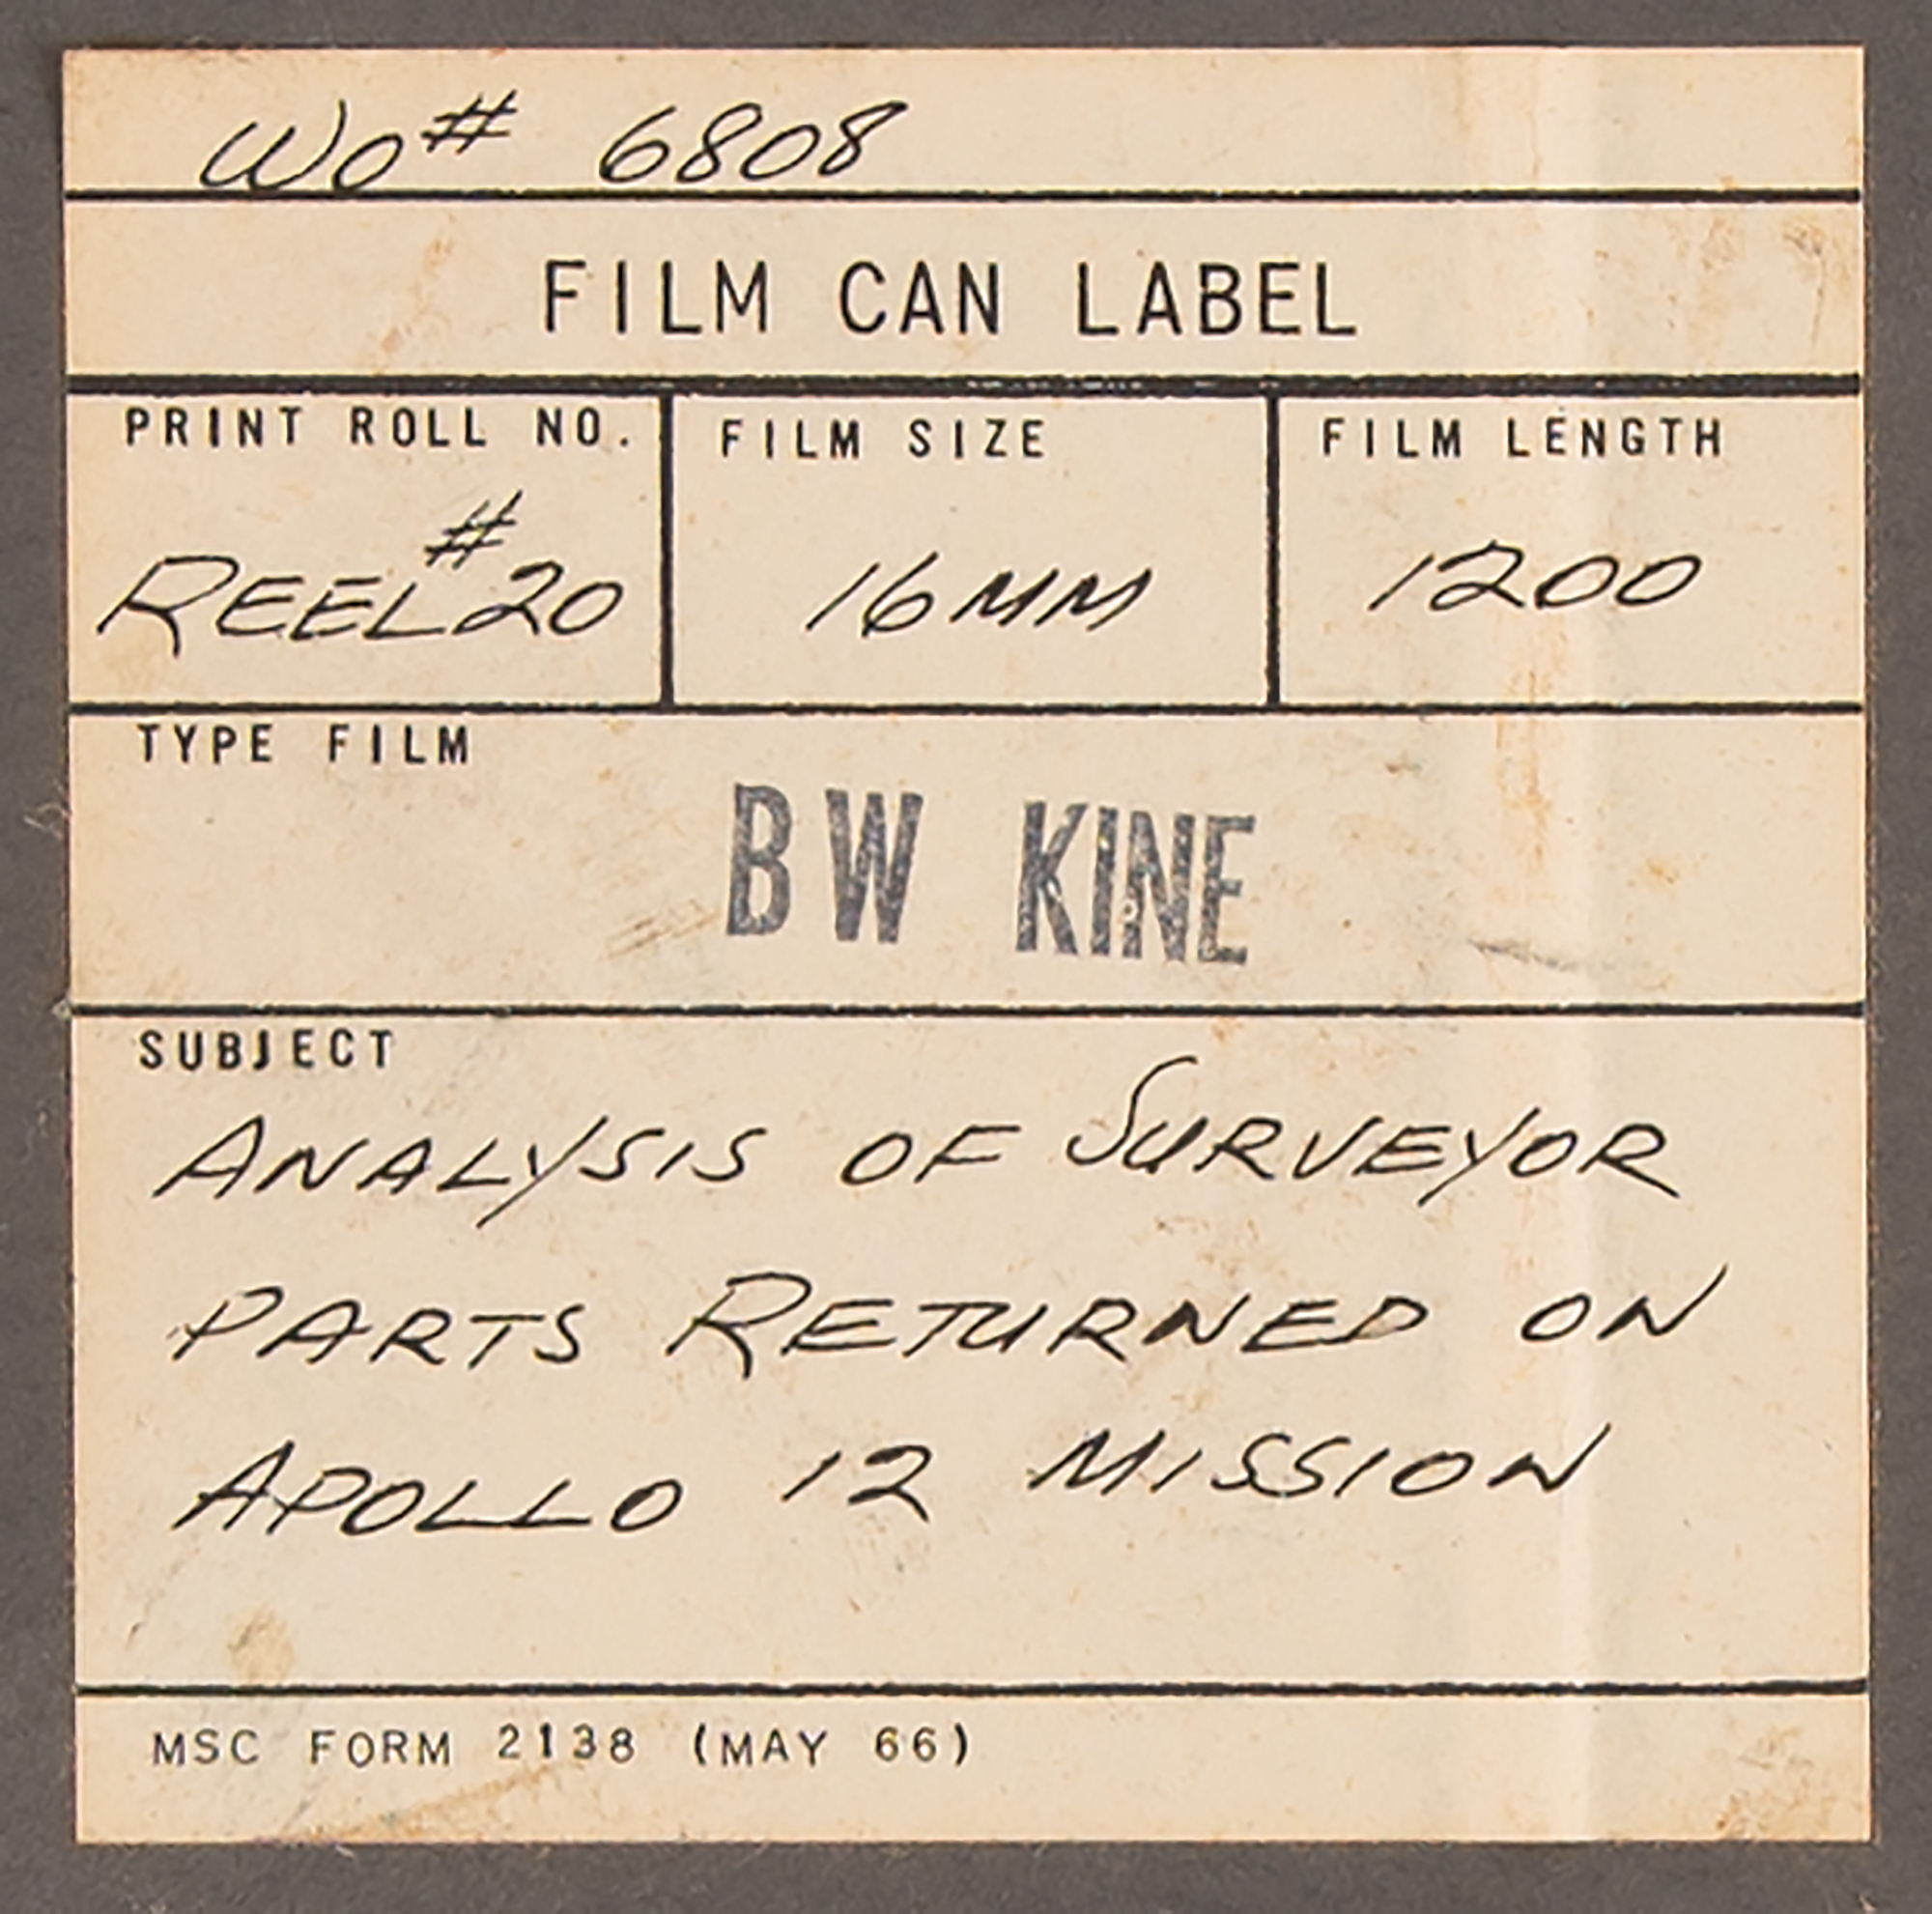 Wo# 6808
FILM CAN LABEL
PRINT ROLL NO.
REEL #20
FILM SIZE
16MM
FILM LENGTH
1200
TYPE FILM
BW KINE
SUBJECT
ANALYSIS OF SURVEYOR
PARTS RETURNED ON
APOLLO 12 MISSION
MSC FORM 2138 (MAY 66)